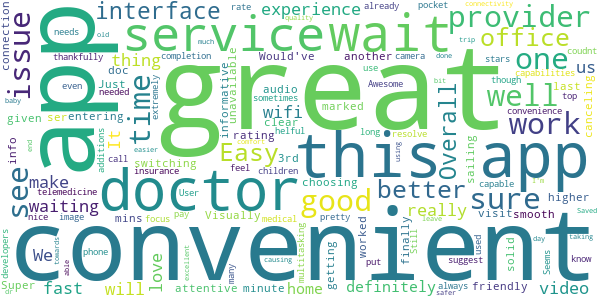 great
convenient
app
this app
doctor
service
wait
provider
office
one
us
well
work
sure
better
good
Easy
see
issue
interface
experience
time
thing
make
waiting
love
fast
will
definitely
really
Overall
video
home
wifi
audio
clear
We
It
Just
doc
given
entering.
switching
Visually
attentive
minute
mins
call
info
nice
image
insurance
telemedicine
thankfully
needed
needs
old
even
ser
additions
informative
unavailable
sometimes
extremely
completion
connection
rate
already
pocket
connectivity
quality
much
Would've
another
camera
done
bit
trip
stars
coudnt
capabilities
though
last
top
convenience
canceling
use
Awesome
marked
long
resolve
helpful
rating
3rd
feel
children
choosing
easier
comfort
using
sailing
capable
higher
visit
smooth
pretty
worked
put
finally
Still
getting
multitasking
causing
medical
pay
focus
User
Super
developers
phone
able
towards
excellent
many
friendly
always
safer
suggest
used
solid
Seems
day
taking
know
Saved
leave
baby
end